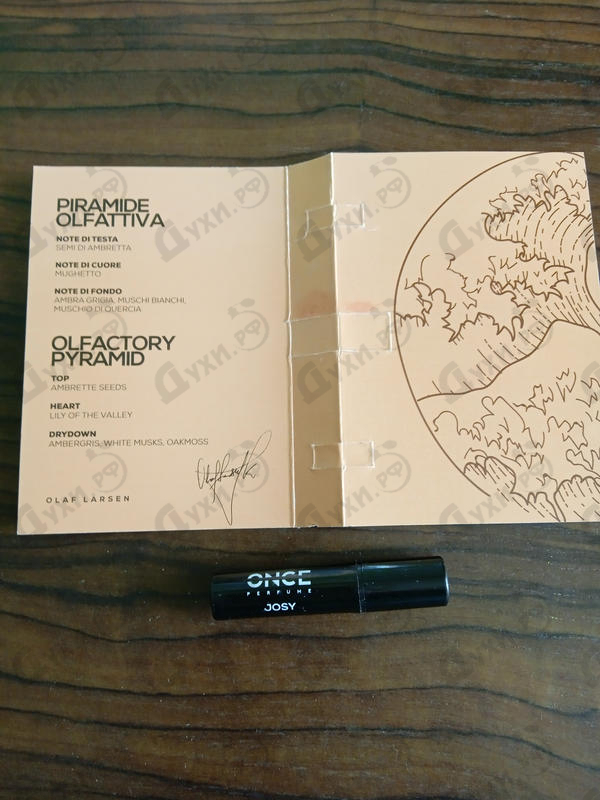 PIRAMIDE
OLFATTIVA
NOTE DI TESTA
SEMI DI AMBRETTA
NOTE DI CUORE
MUGHETTO
NOTE DI FONDO
AMBRA GRIGIA, MUSCHI BIANCHI,
MUSCHIO DI QUERCIA
OLFACTORY
PYRAMID
TOP
AMBRETTE SEEDS
HEART
LILY OF THE VALLEY
DRYDOWN
AMBERGRIS, WHITE MUSKS, OAKMOSS
OLAF LARSEN
ONCE
PERFUME
JOSY
Духи.рф